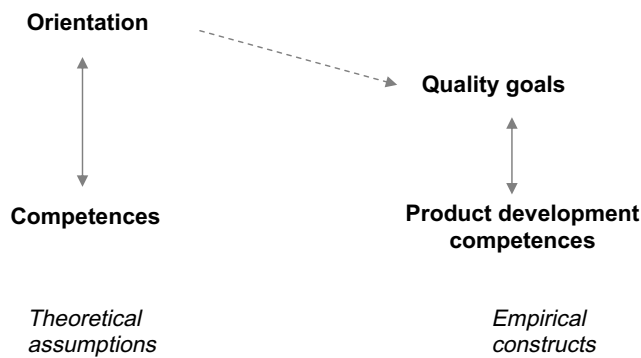 Orientation
Quality goals
Competences
Product development
competences
Theoretical
assumptions
Empirical
constructs